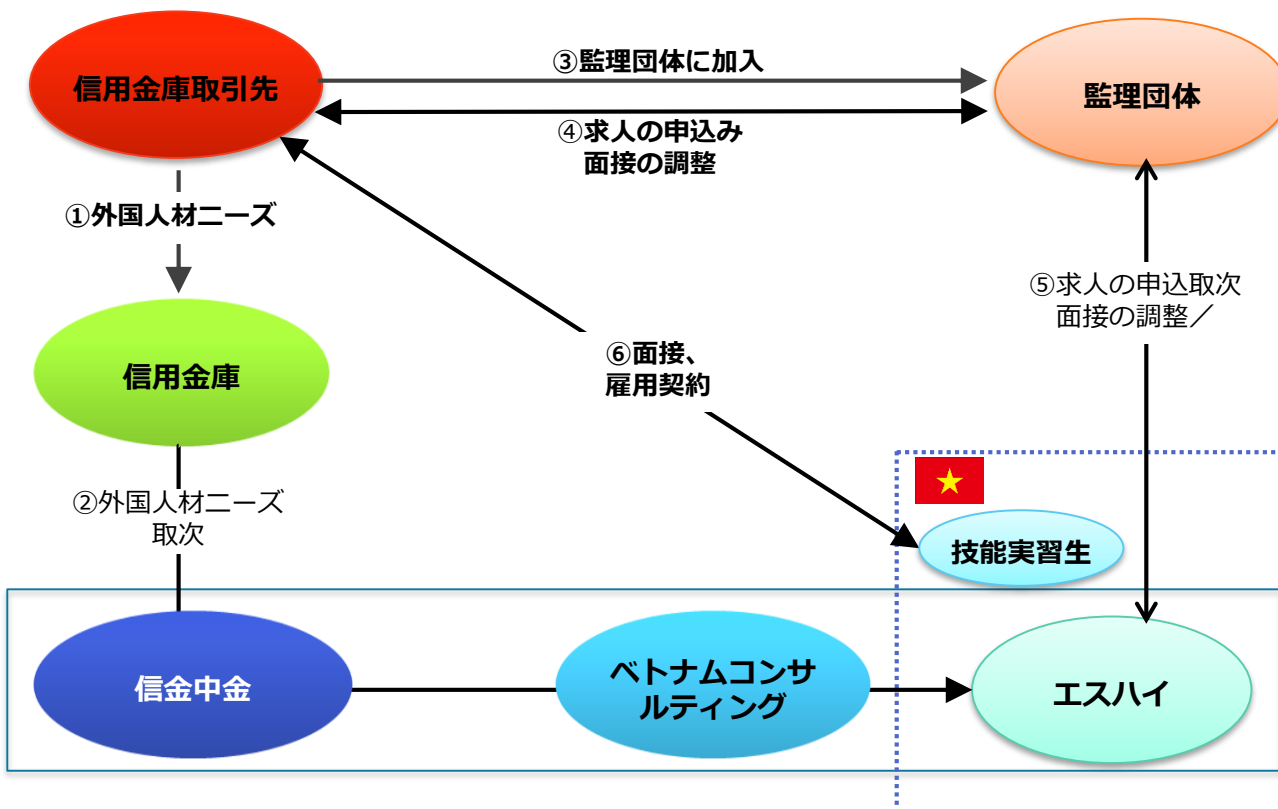 ③監理団体に加入
信用金庫取引先
監理団体
④求人の申込み
面接の調整
①外国人材ニーズ
⑤求人の申込取次
面接の調整／
⑥面接、
雇用契約
信用金庫
②外国人材ニーズ
取次
技能実習生
信金中金
ベトナムコンサ
ルティング
エスハイ